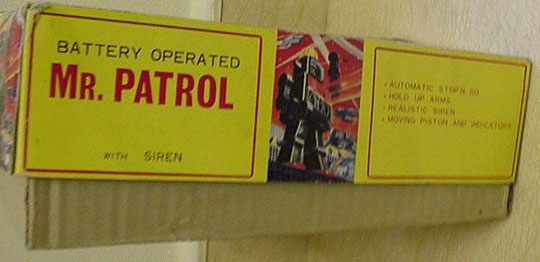 BATTERY OPERATED
MR. PATROL
WITH SIREN
• AUTOMATIC STOP'N GO
• HOLD UP ARMS
• REALISTIC SIREN
• MOVING PISTON AND INDICATORS